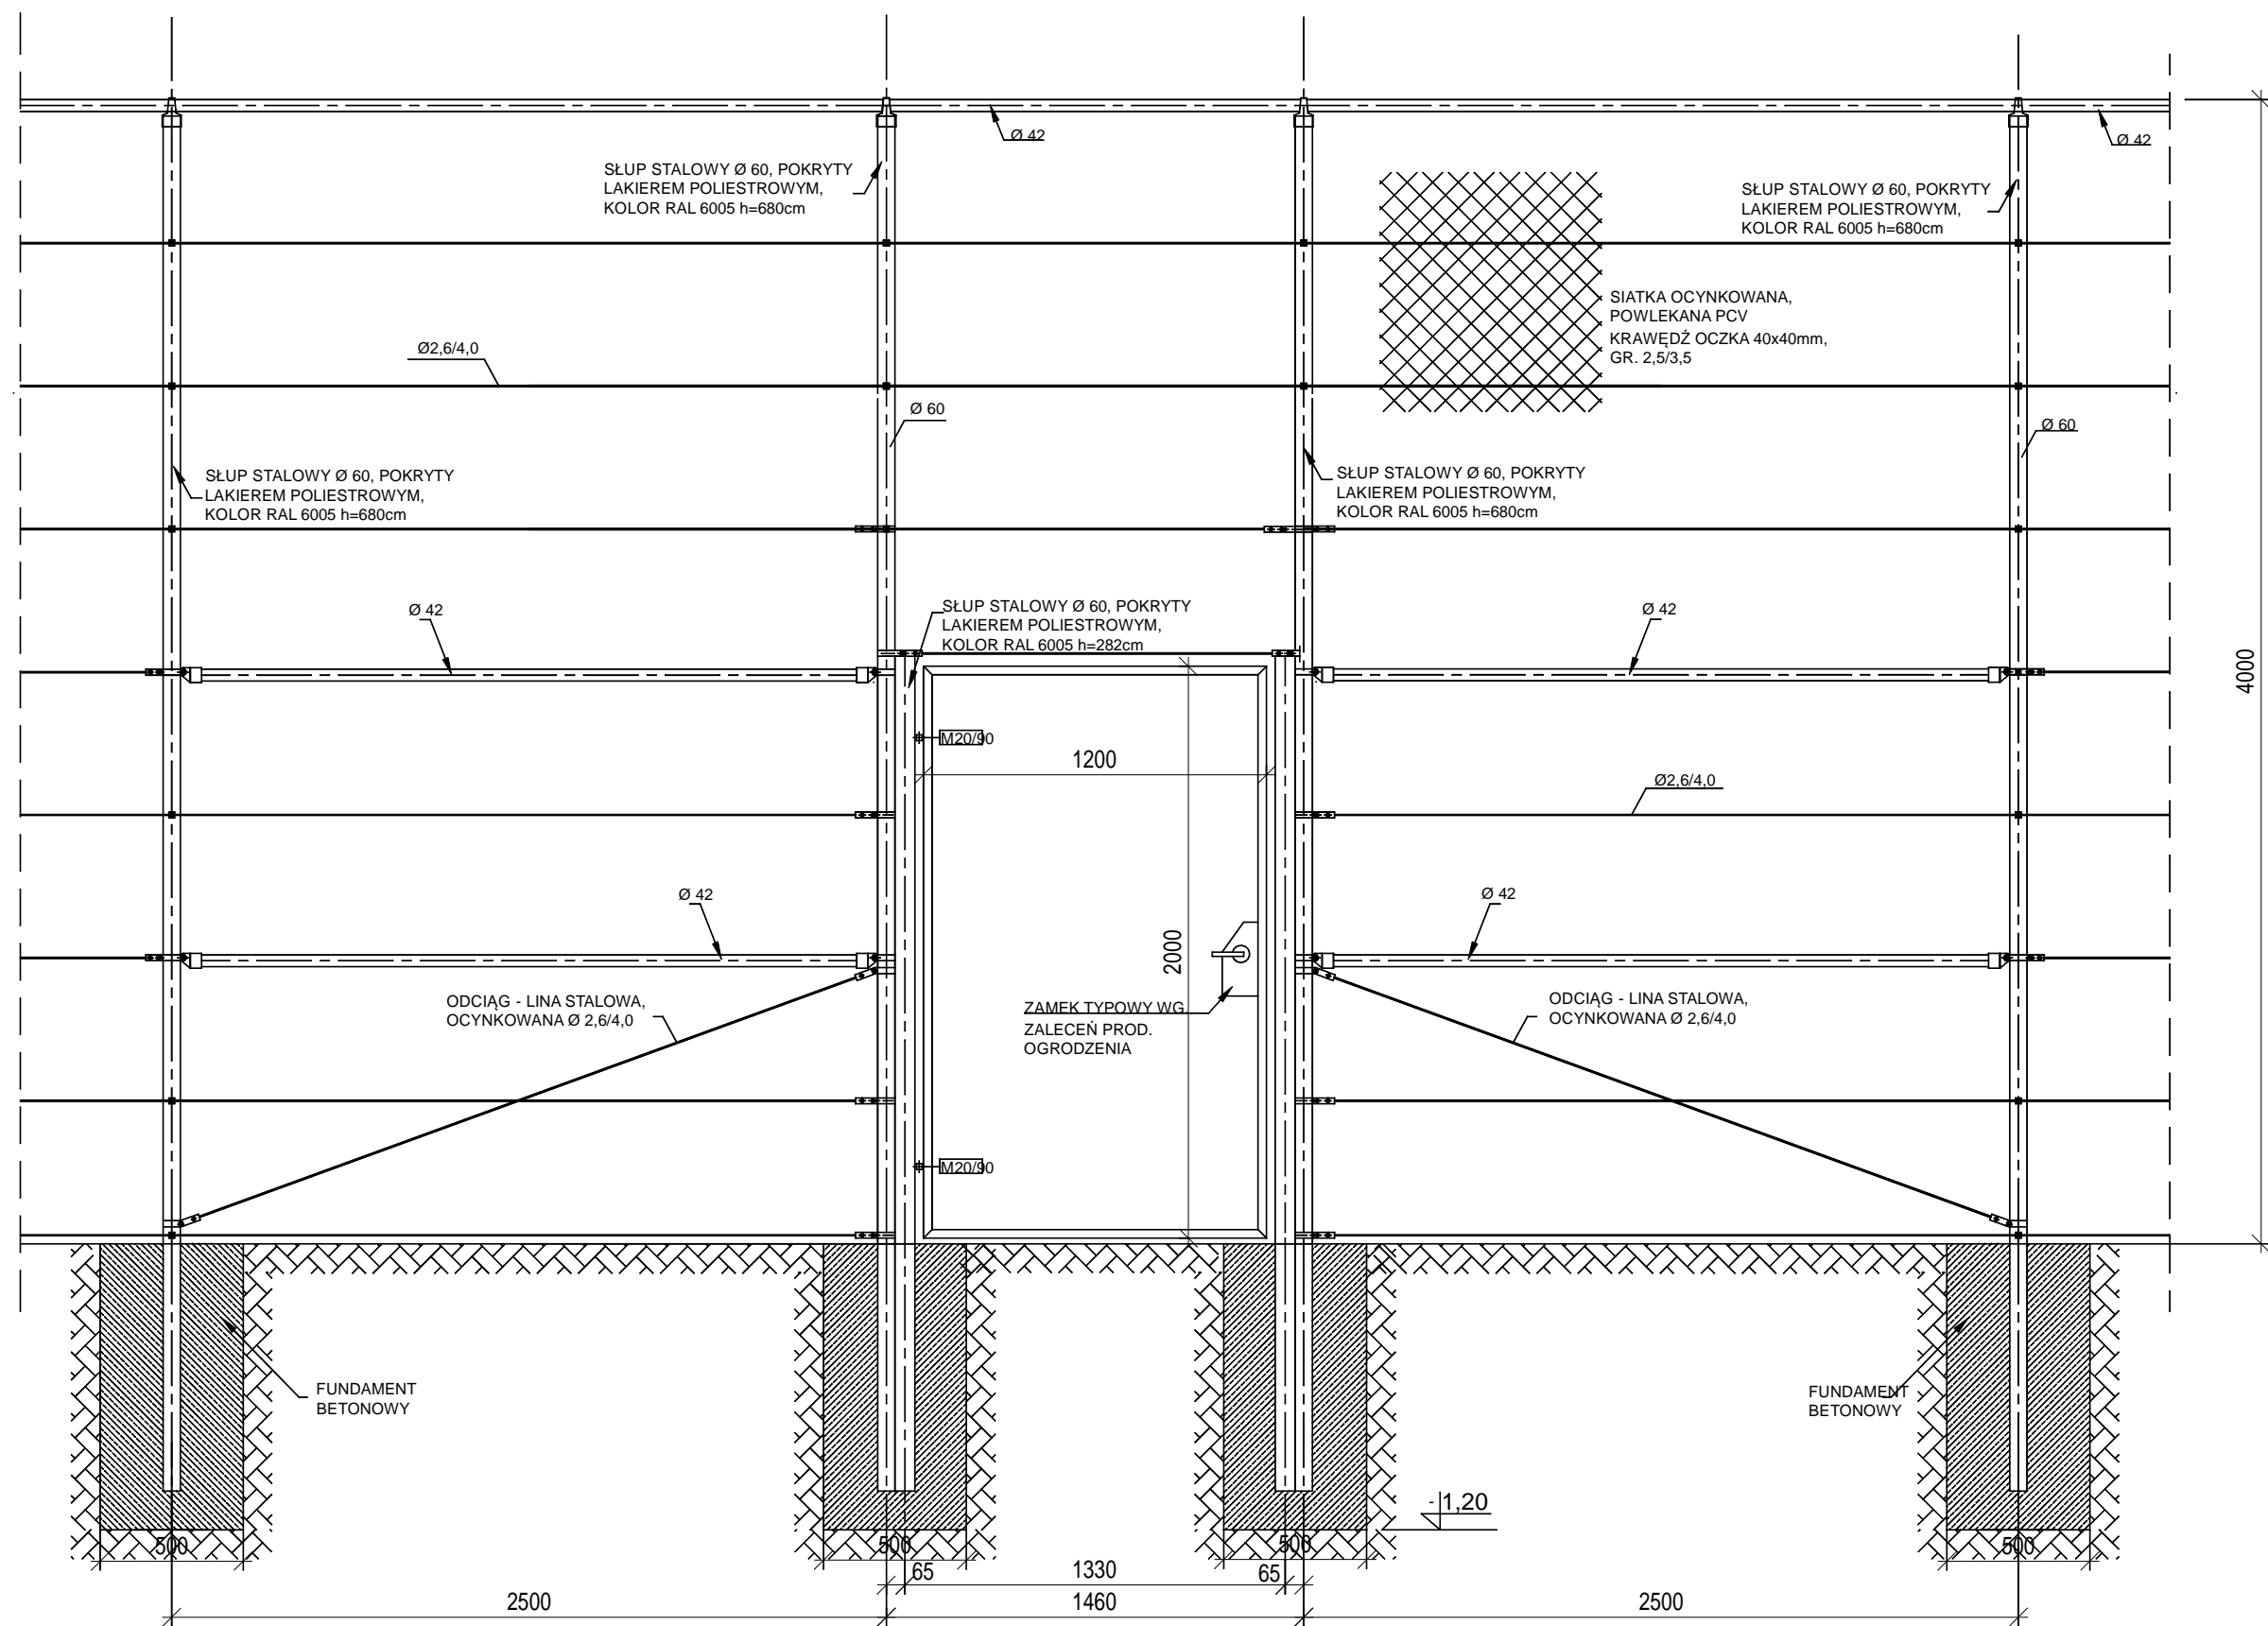 Ø 42
Ø 42
SŁUP STALOWY Ø 60, POKRYTY
LAKIEREM POLIESTROWYM,
KOLOR RAL 6005 h=680cm
SŁUP STALOWY Ø 60, POKRYTY
LAKIEREM POLIESTROWYM,
KOLOR RAL 6005 h=680cm
SIATKA OCYNKOWANA,
POWLEKANA PCV
KRAWĘDŹ OCZKA 40x40mm,
GR. 2,5/3,5
Ø2,6/4,0
Ø 60
Ø 60
SŁUP STALOWY Ø 60, POKRYTY
LAKIEREM POLIESTROWYM,
KOLOR RAL 6005 h=680cm
SŁUP STALOWY Ø 60, POKRYTY
LAKIEREM POLIESTROWYM,
KOLOR RAL 6005 h=680cm
Ø 42
SŁUP STALOWY Ø 60, POKRYTY
LAKIEREM POLIESTROWYM,
KOLOR RAL 6005 h=282cm
Ø 42
4000
M20/90
1200
Ø2,6/4,0
Ø 42
Ø 42
2000
ODCIĄG - LINA STALOWA,
OCYNKOWANA Ø 2,6/4,0
ZAMEK TYPOWY WG.
ZALECEŃ PROD.
OGRODZENIA
ODCIĄG - LINA STALOWA,
OCYNKOWANA Ø 2,6/4,0
M20/90
FUNDAMENT
BETONOWY
FUNDAMENT
BETONOWY
- 1,20
500
500
500
500
65
1330
65
2500
1460
2500